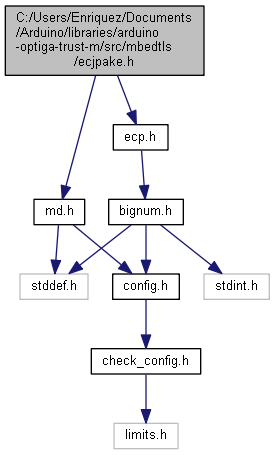 C:/Users/Enriquez/Documents
/Arduino/libraries/arduino
-optiga-trust-m/src/mbedtls
/ecjpake.h
ecp.h
md.h
bignum.h
stddef.h
config.h
stdint.h
check_config.h
limits.h